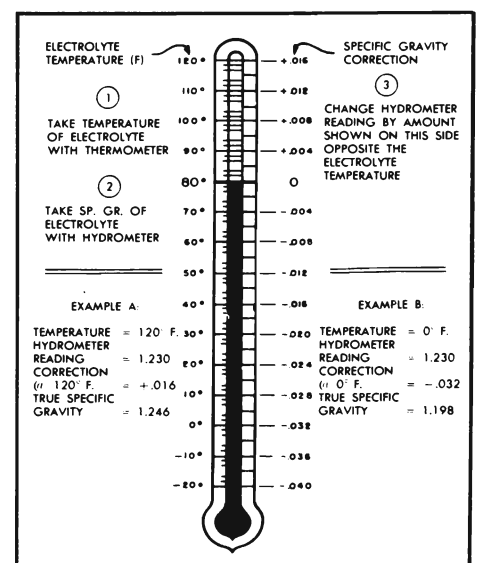 ELECTROLYTE
TEMPERATURE (F)
SPECIFIC GRAVITY
CORRECTION
1
TAKE TEMPERATURE
OF ELECTROLYTE
WITH THERMOMETER
2
TAKE SP. GR. OF
ELECTROLYTE
WITH HYDROMETER
3
CHANGE HYDROMETER
READING BY AMOUNT
SHOWN ON THIS SIDE
OPPOSITE THE
ELECTROLYTE
TEMPERATURE
120° +.016
110° +.012
100° +.008
90° +.004
80° 0
70° -.004
60° -.008
50° -.012
40° -.016
30° -.020
20° -.024
10° -.028
0° -.032
-10° -.036
-20° -.040
EXAMPLE A:
TEMPERATURE = 120° F.
HYDROMETER
READING = 1.230
CORRECTION
@ 120° F. = +.016
TRUE SPECIFIC
GRAVITY = 1.246
EXAMPLE B:
TEMPERATURE = 0° F.
HYDROMETER
READING = 1.230
CORRECTION
@ 0° F. = -.032
TRUE SPECIFIC
GRAVITY = 1.198